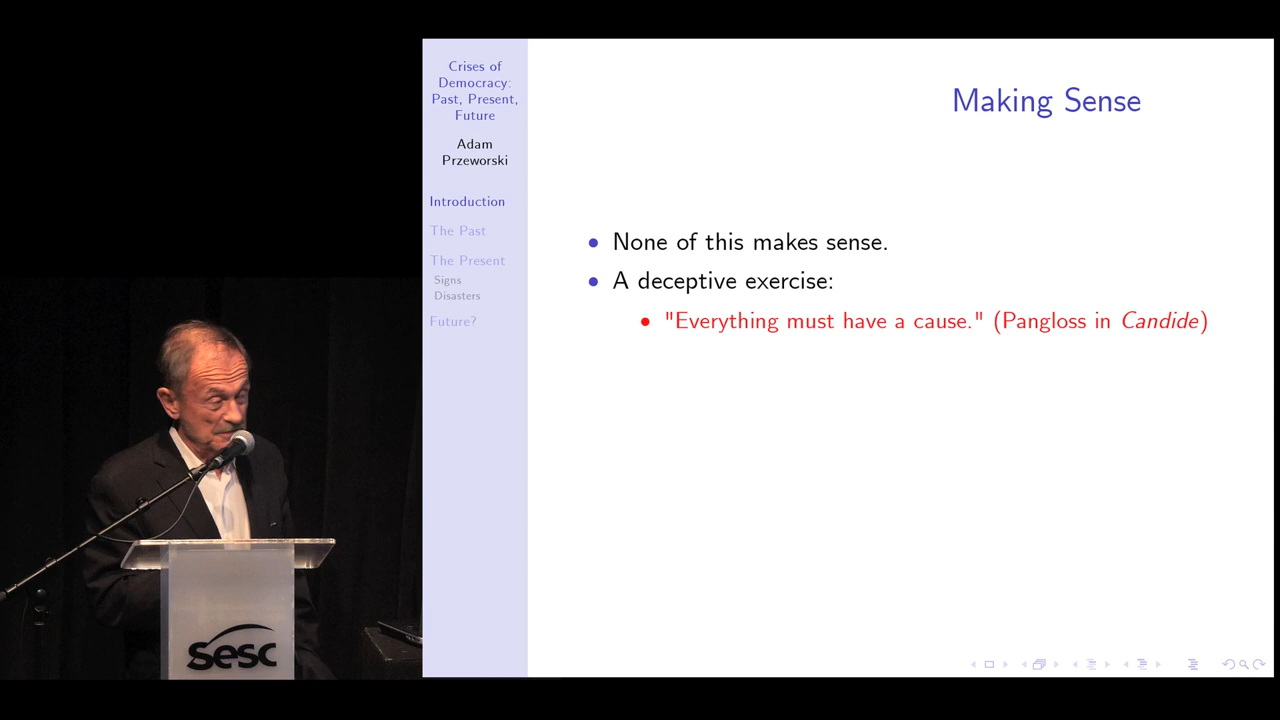 Crises of
Democracy:
Past, Present,
Future
Adam
Przeworski
Introduction
The Past
The Present
Signs
Disasters
Future?
Making Sense
• None of this makes sense.
• A deceptive exercise:
• "Everything must have a cause." (Pangloss in Candide)
sesc